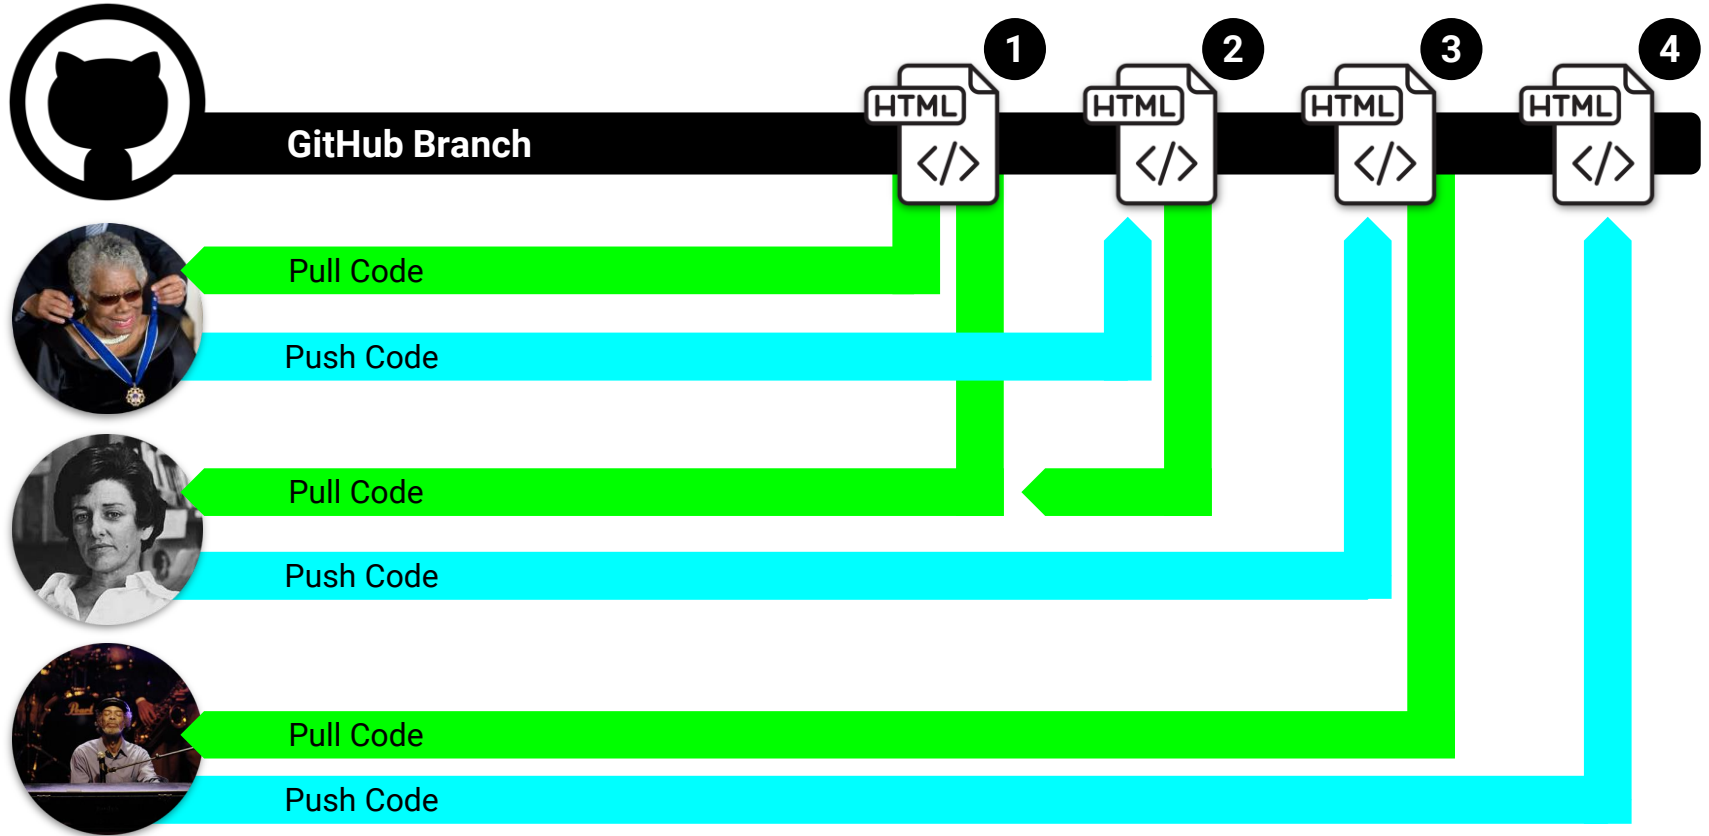 1
2
3
4
HTML
HTML
HTML
HTML
GitHub Branch
</>
</>
</>
</>
Pull Code
Push Code
Pull Code
Push Code
Pearl
Pull Code
Push Code